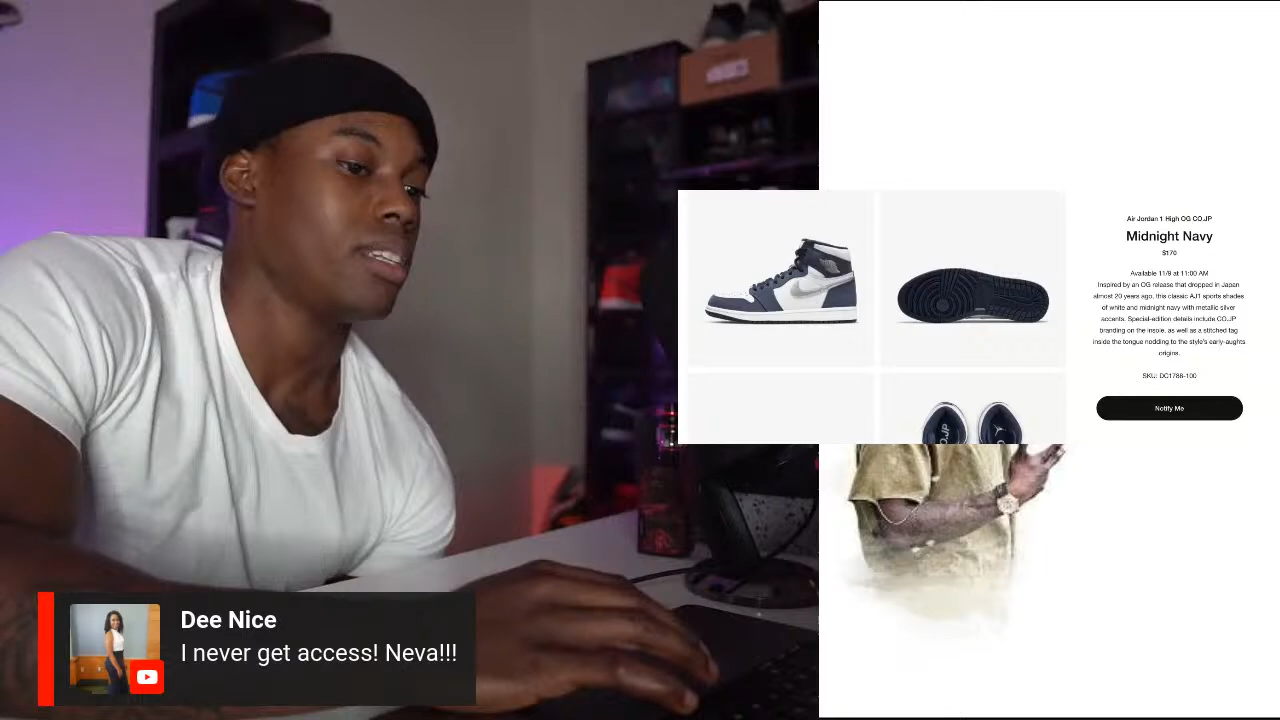 Air Jordan 1 High OG CO.JP
Midnight Navy
$170
Available 11/9 at 11:00 AM
Inspired by an OG release that dropped in Japan
almost 20 years ago, this classic AJ1 sports shades
of white and midnight navy with metallic silver
accents. Special-edition details include CO.JP
branding on the insole, as well as a stitched tag
inside the tongue nodding to the style's early-aughts
origins.
SKU: DC1788-100
Notify Me
Dee Nice
I never get access! Neva!!!